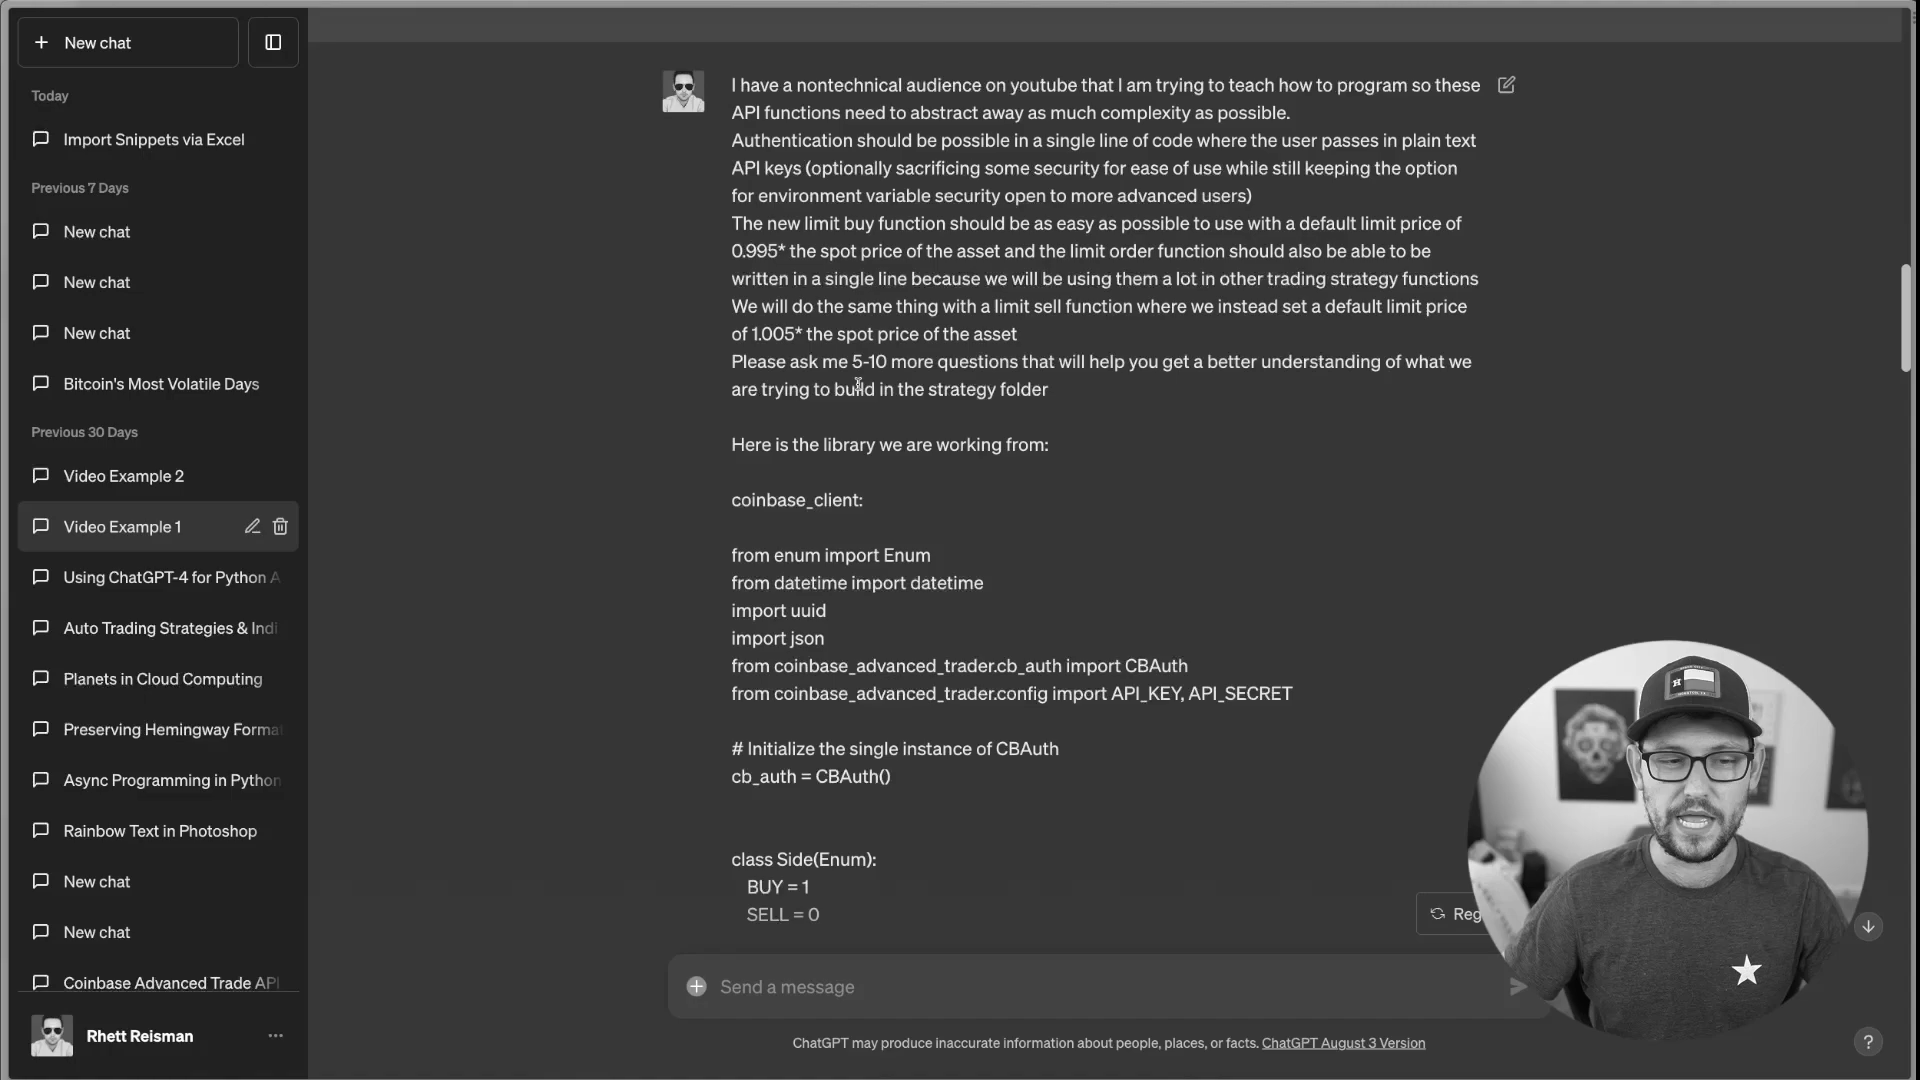 New chat
Today
Import Snippets via Excel
Previous 7 Days
New chat
New chat
New chat
Bitcoin's Most Volatile Days
Previous 30 Days
Video Example 2
Video Example 1
Using ChatGPT-4 for Python A
Auto Trading Strategies & Indi
Planets in Cloud Computing
Preserving Hemingway Forma
Async Programming in Python
Rainbow Text in Photoshop
New chat
New chat
Coinbase Advanced Trade API
Rhett Reisman
I have a nontechnical audience on youtube that I am trying to teach how to program so these
API functions need to abstract away as much complexity as possible.
Authentication should be possible in a single line of code where the user passes in plain text
API keys (optionally sacrificing some security for ease of use while still keeping the option
for environment variable security open to more advanced users)
The new limit buy function should be as easy as possible to use with a default limit price of
0.995* the spot price of the asset and the limit order function should also be able to be
written in a single line because we will be using them a lot in other trading strategy functions
We will do the same thing with a limit sell function where we instead set a default limit price
of 1.005* the spot price of the asset
Please ask me 5-10 more questions that will help you get a better understanding of what we
are trying to build in the strategy folder
Here is the library we are working from:
coinbase_client:
from enum import Enum
from datetime import datetime
import uuid
import json
from coinbase_advanced_trader.cb_auth import CBAuth
from coinbase_advanced_trader.config import API_KEY, API_SECRET
# Initialize the single instance of CBAuth
cb_auth = CBAuth()
class Side(Enum):
BUY = 1
SELL = 0
Reg
Send a message
ChatGPT may produce inaccurate information about people, places, or facts. ChatGPT August 3 Version
?